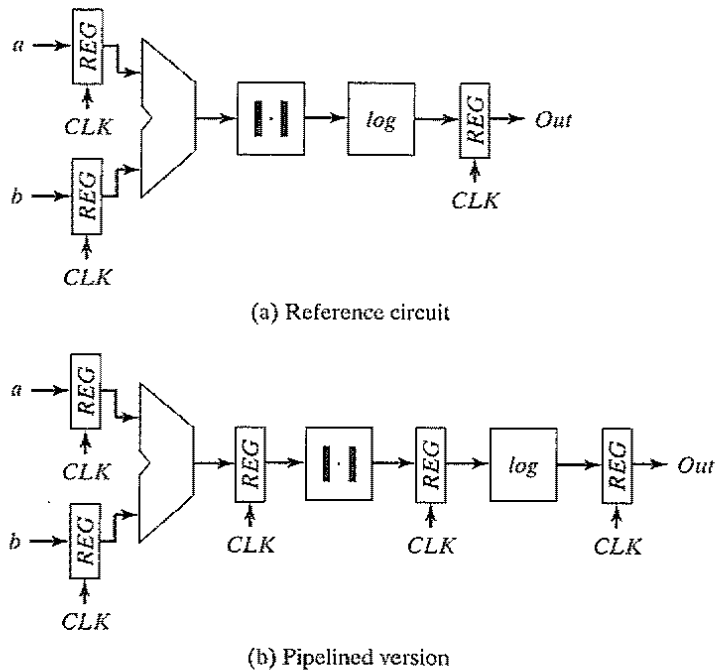 a
REG
CLK
b
REG
CLK
| · |
log
REG
CLK
Out
(a) Reference circuit
a
REG
CLK
b
REG
CLK
REG
CLK
| · |
REG
CLK
log
REG
CLK
Out
(b) Pipelined version